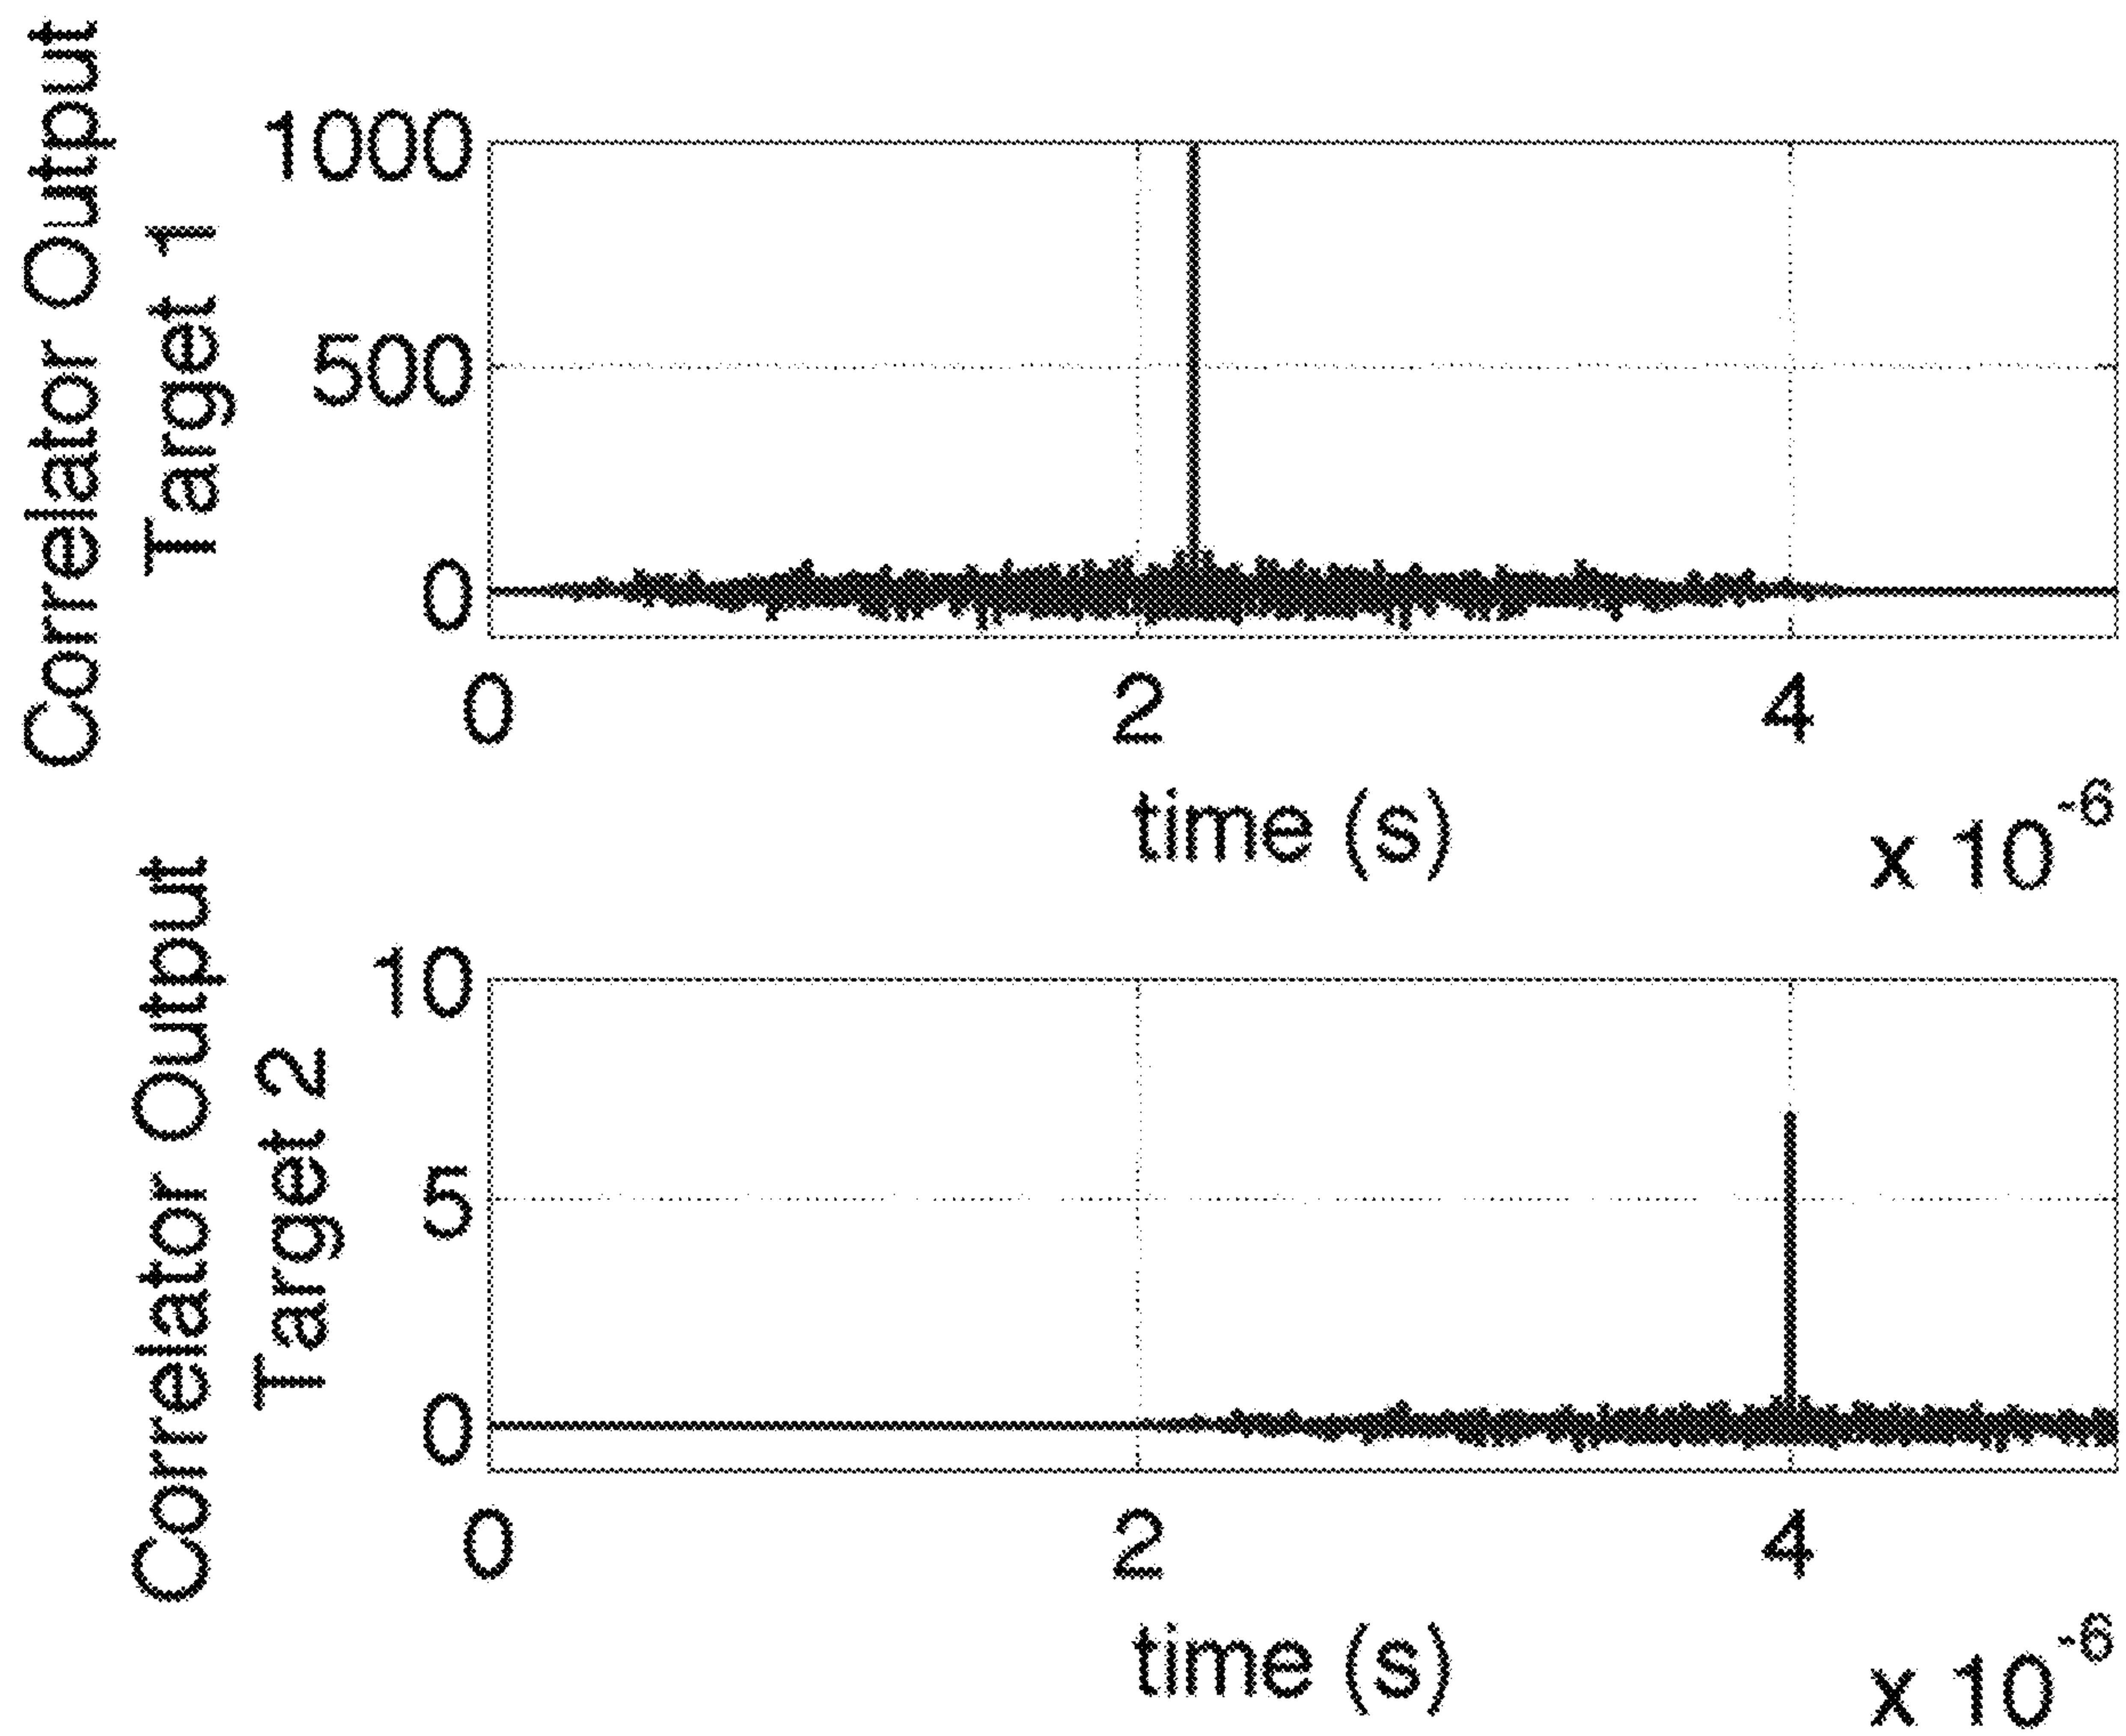 Correlator Output
Target 1
1000
500
0
0 2 4
time (s)
x 10-6
Correlator Output
Target 2
10
5
0
0 2 4
time (s)
x 10-6